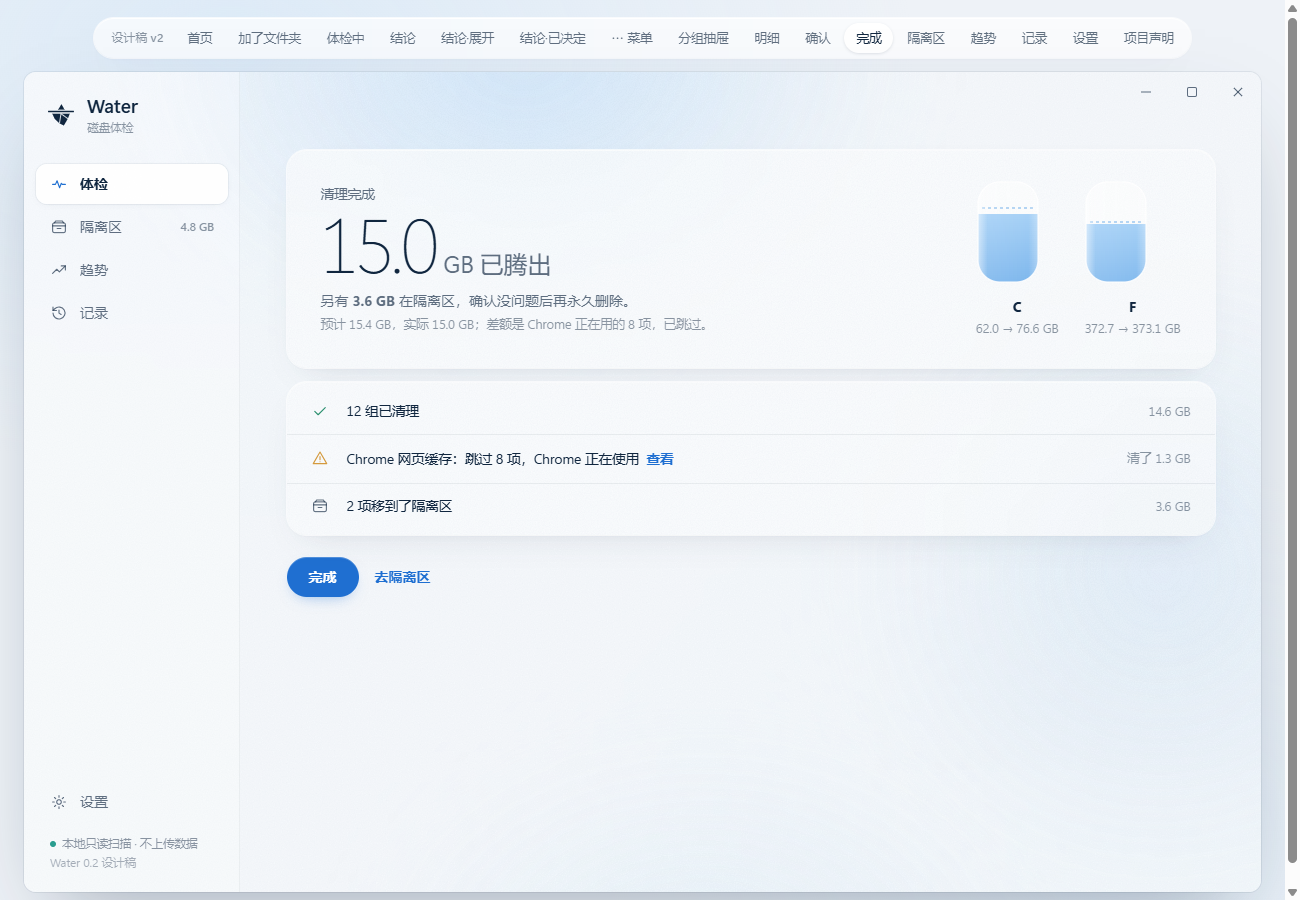 设计稿 v2 首页 加了文件夹 体检中 结论 结论·展开 结论·已决定 ··· 菜单 分组抽屉 明细 确认 完成 隔离区 趋势 记录 设置 项目声明
Water
磁盘体检
体检
隔离区 4.8 GB
趋势
记录
设置
本地只读扫描 · 不上传数据
Water 0.2 设计稿
清理完成
15.0 GB 已腾出
另有 3.6 GB 在隔离区，确认没问题后再永久删除。
预计 15.4 GB，实际 15.0 GB；差额是 Chrome 正在用的 8 项，已跳过。
C
62.0 → 76.6 GB
F
372.7 → 373.1 GB
12 组已清理 14.6 GB
Chrome 网页缓存：跳过 8 项，Chrome 正在使用 查看 清了 1.3 GB
2 项移到了隔离区 3.6 GB
完成 去隔离区